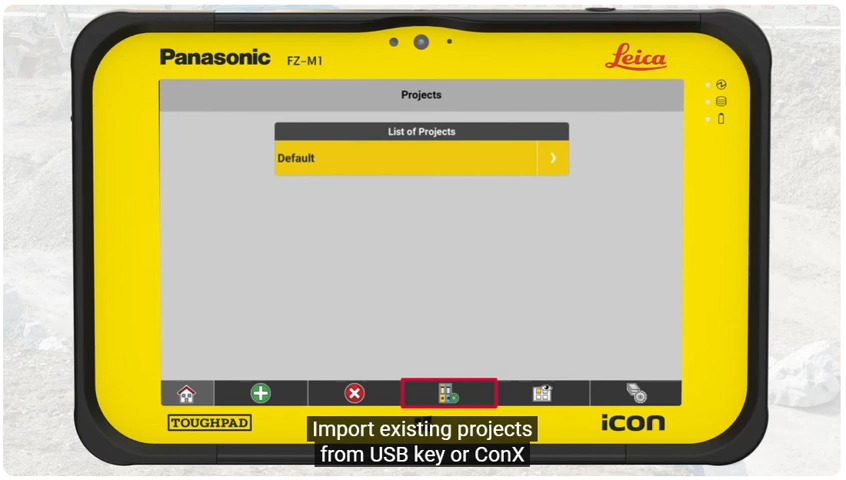 Panasonic FZ-M1
Leica
Projects
List of Projects
Default
TOUGHPAD
iCON
Import existing projects
from USB key or ConX